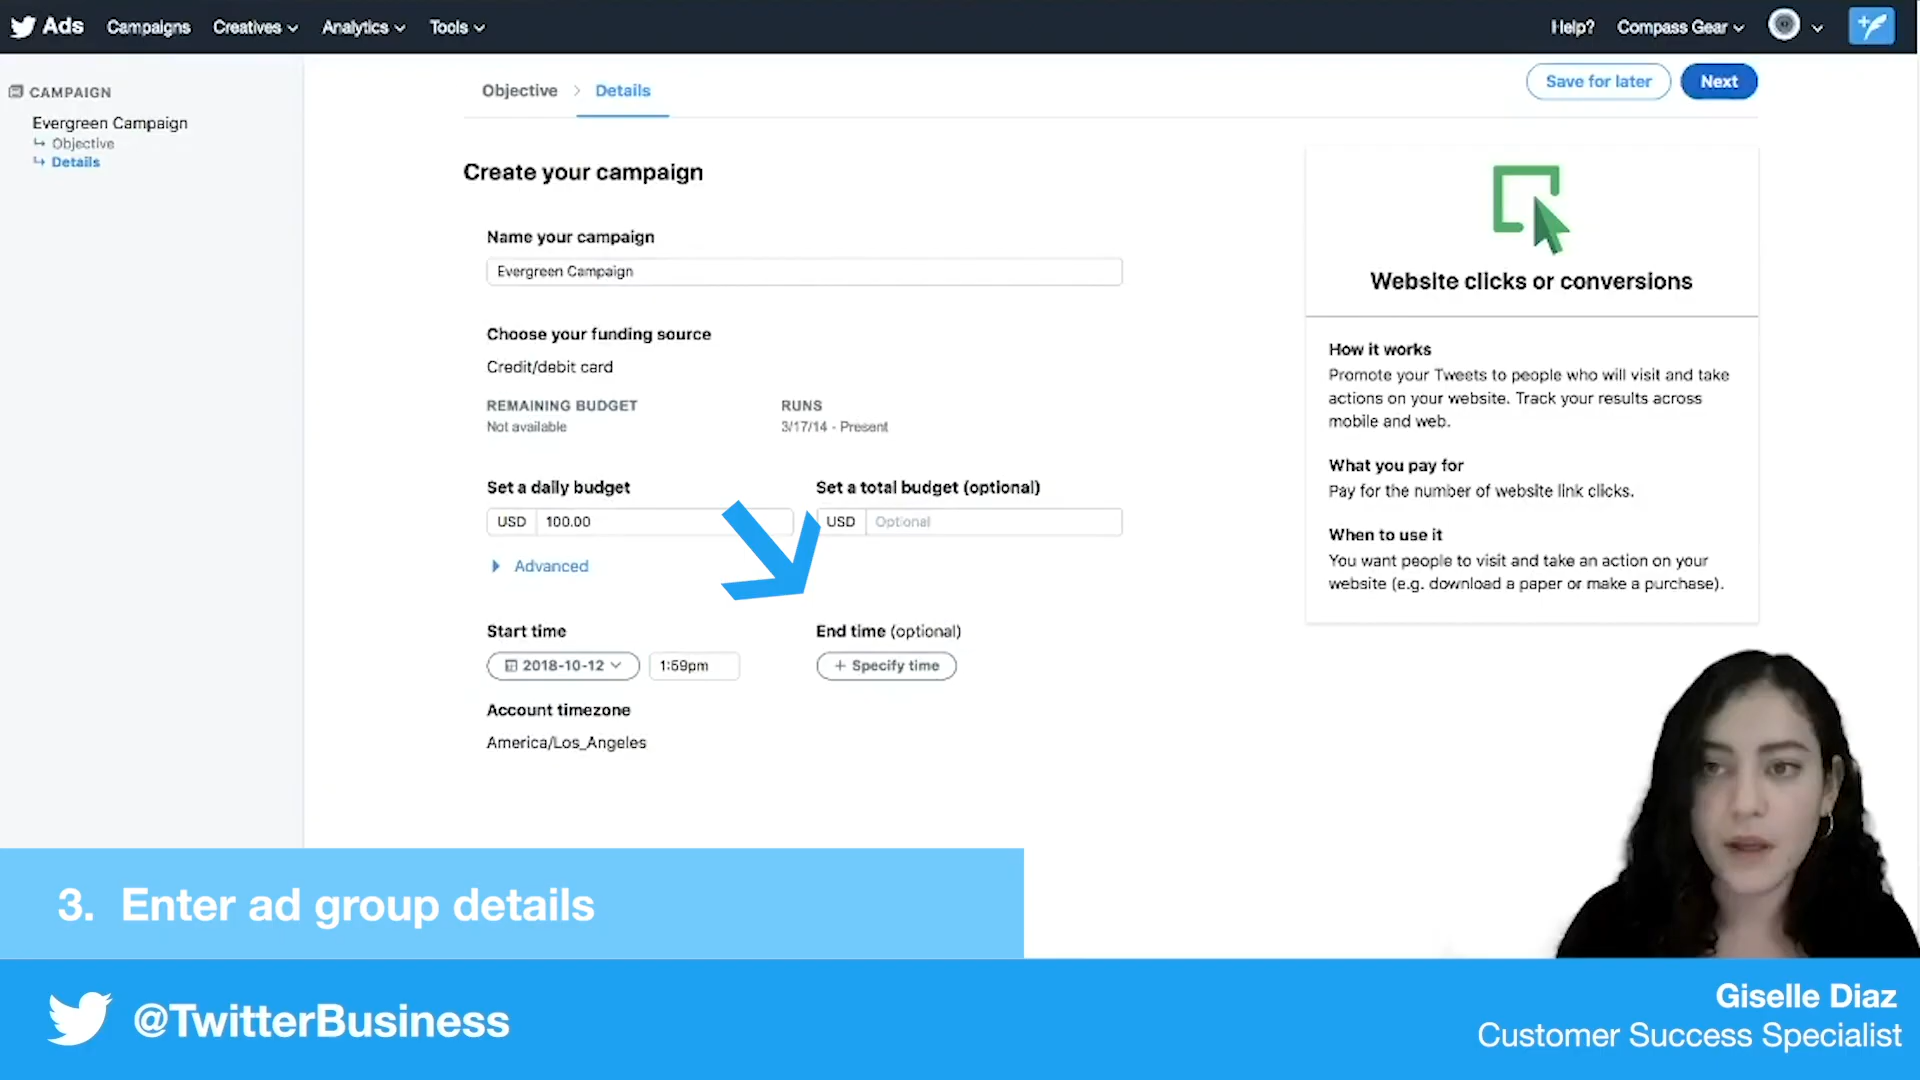 Ads Campaigns Creatives Analytics Tools Help? Compass Gear
CAMPAIGN
Evergreen Campaign
Objective
Details
Objective Details
Save for later Next
Create your campaign
Name your campaign
Evergreen Campaign
Choose your funding source
Credit/debit card
REMAINING BUDGET RUNS
Not available 3/17/14 - Present
Set a daily budget Set a total budget (optional)
USD 100.00 USD Optional
Advanced
Start time End time (optional)
2018-10-12 1:59pm + Specify time
Account timezone
America/Los_Angeles
Website clicks or conversions
How it works
Promote your Tweets to people who will visit and take
actions on your website. Track your results across
mobile and web.
What you pay for
Pay for the number of website link clicks.
When to use it
You want people to visit and take an action on your
website (e.g. download a paper or make a purchase).
3. Enter ad group details
@TwitterBusiness
Giselle Diaz
Customer Success Specialist